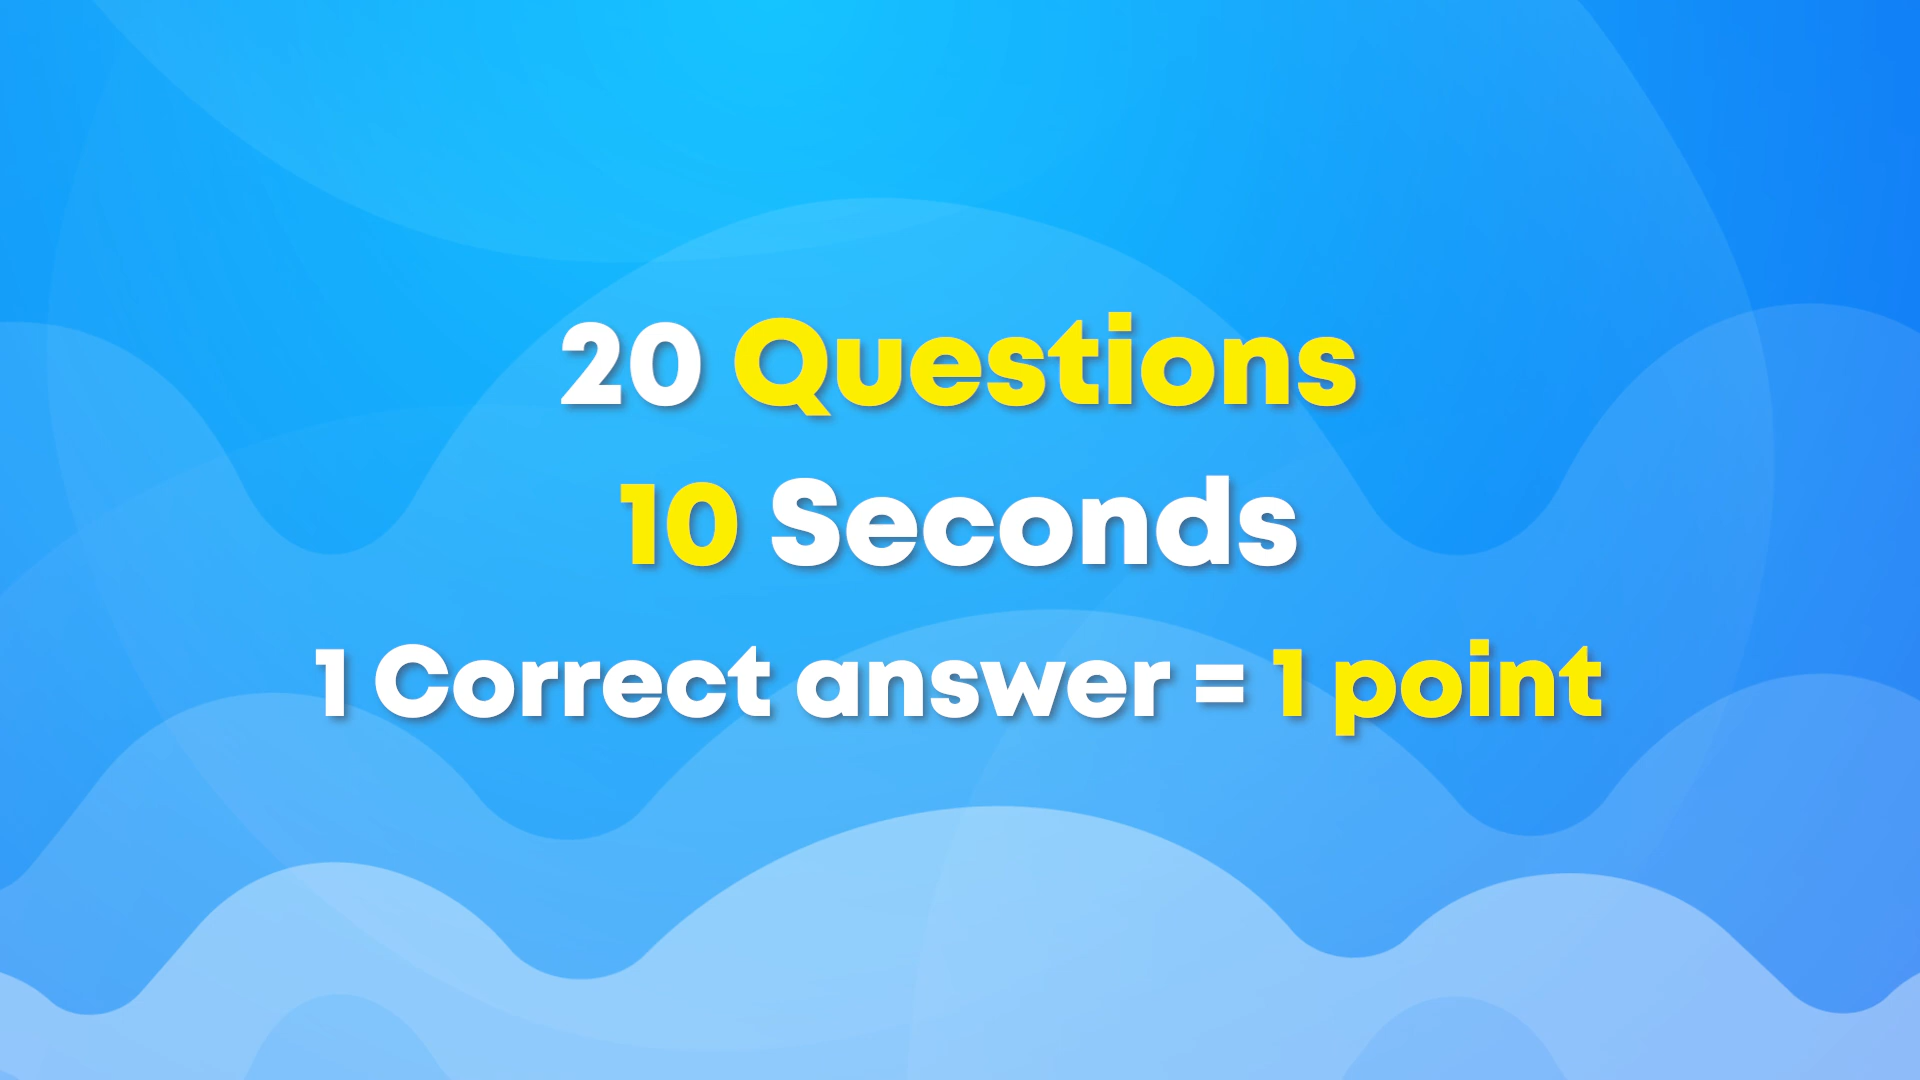 20 Questions
10 Seconds
1 Correct answer = 1 point